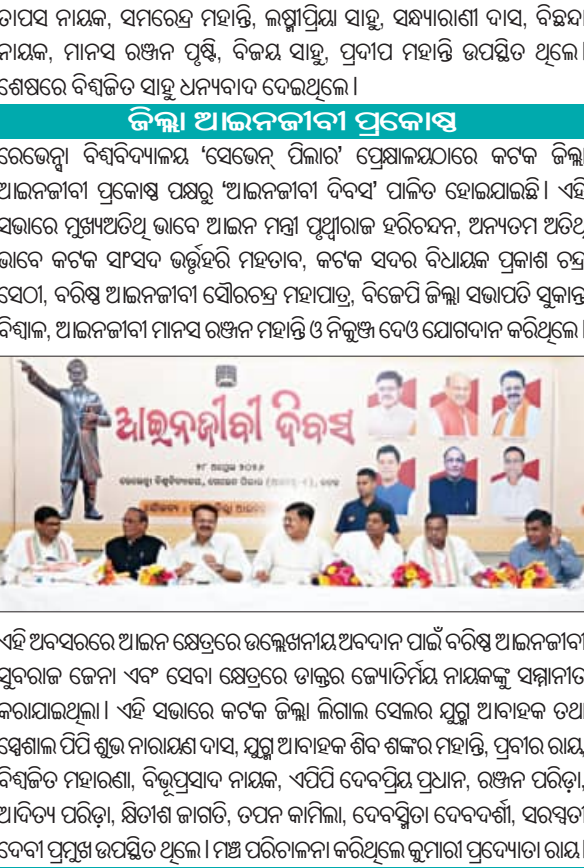 ତାପସ ନାୟକ, ସମରେନ୍ଦ୍ର ମହାନ୍ତି, ଲକ୍ଷ୍ମୀପ୍ରିୟା ସାହୁ, ସନ୍ଧ୍ୟାରାଣୀ ଦାସ, ବିଛନ୍ଦା
ନାୟକ, ମାନସ ରଞ୍ଜନ ପୃଷ୍ଟି, ବିଜୟ ସାହୁ, ପ୍ରଦୀପ ମହାନ୍ତି ଉପସ୍ଥିତ ଥିଲେ।
ଶେଷରେ ବିଶ୍ୱଜିତ ସାହୁ ଧନ୍ୟବାଦ ଦେଇଥିଲେ।
ଜିଲ୍ଲା ଆଇନଜୀବୀ ପ୍ରକୋଷ୍ଠ
ରେଭେନ୍ସା ବିଶ୍ୱବିଦ୍ୟାଳୟ ‘ସେଭେନ୍ ପିଲାର’ ପ୍ରେକ୍ଷାଳୟଠାରେ କଟକ ଜିଲ୍ଲା
ଆଇନଜୀବୀ ପ୍ରକୋଷ୍ଠ ପକ୍ଷରୁ ‘ଆଇନଜୀବୀ ଦିବସ’ ପାଳିତ ହୋଇଯାଇଛି। ଏହି
ସଭାରେ ମୁଖ୍ୟଅତିଥି ଭାବେ ଆଇନ ମନ୍ତ୍ରୀ ପୃଥ୍ୱୀରାଜ ହରିଚନ୍ଦନ, ଅନ୍ୟତମ ଅତିଥି
ଭାବେ କଟକ ସାଂସଦ ଭର୍ତ୍ତୃହରି ମହତାବ, କଟକ ସଦର ବିଧାୟକ ପ୍ରକାଶ ଚନ୍ଦ୍ର
ସେଠୀ, ବରିଷ୍ଠ ଆଇନଜୀବୀ ସୌରଚନ୍ଦ୍ର ମହାପାତ୍ର, ବିଜେପି ଜିଲ୍ଲା ସଭାପତି ସୁକାନ୍ତ
ବିଶ୍ୱାଳ, ଆଇନଜୀବୀ ମାନସ ରଞ୍ଜନ ମହାନ୍ତି ଓ ନିକୁଞ୍ଜ ଦେଓ ଯୋଗଦାନ କରିଥିଲେ।
ଆଇନଜୀବୀ ଦିବସ
ଏହି ଅବସରରେ ଆଇନ କ୍ଷେତ୍ରରେ ଉଲ୍ଲେଖନୀୟ ଅବଦାନ ପାଇଁ ବରିଷ୍ଠ ଆଇନଜୀବୀ
ସୁବରାଜ ଜେନା ଏବଂ ସେବା କ୍ଷେତ୍ରରେ ଡାକ୍ତର ଜ୍ୟୋତିର୍ମୟ ନାୟକଙ୍କୁ ସମ୍ମାନୀତ
କରାଯାଇଥିଲା। ଏହି ସଭାରେ କଟକ ଜିଲ୍ଲା ଲିଗାଲ ସେଲର ଯୁଗ୍ମ ଆବାହକ ତଥା
ସ୍ପେଶାଲ ପିପି ଶୁଭ ନାରାୟଣ ଦାସ, ଯୁଗ୍ମ ଆବାହକ ଶିବ ଶଙ୍କର ମହାନ୍ତି, ପ୍ରବୀର ରାୟ,
ବିଶ୍ୱଜିତ ମହାରଣା, ବିଭୂପ୍ରସାଦ ନାୟକ, ଏପିପି ଦେବପ୍ରିୟ ପ୍ରଧାନ, ରଞ୍ଜନ ପରିଡ଼ା,
ଆଦିତ୍ୟ ପରିଡ଼ା, କ୍ଷିତୀଶ ଜାଗତି, ତପନ କାମିଲା, ଦେବସ୍ମିତା ଦେବଦର୍ଶୀ, ସରସ୍ୱତୀ
ଦେବୀ ପ୍ରମୁଖ ଉପସ୍ଥିତ ଥିଲେ। ମଞ୍ଚ ପରିଚାଳନା କରିଥିଲେ କୁମାରୀ ପ୍ରଦ୍ୟୋତା ରାୟ।